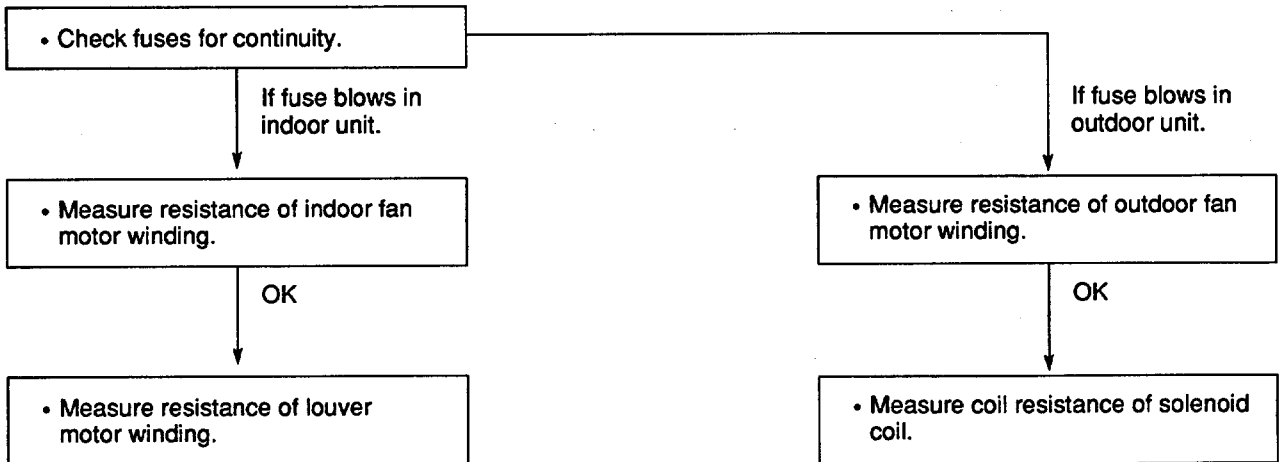 • Check fuses for continuity.
If fuse blows in
indoor unit.
• Measure resistance of indoor fan
motor winding.
OK
• Measure resistance of louver
motor winding.
If fuse blows in
outdoor unit.
• Measure resistance of outdoor fan
motor winding.
OK
• Measure coil resistance of solenoid
coil.